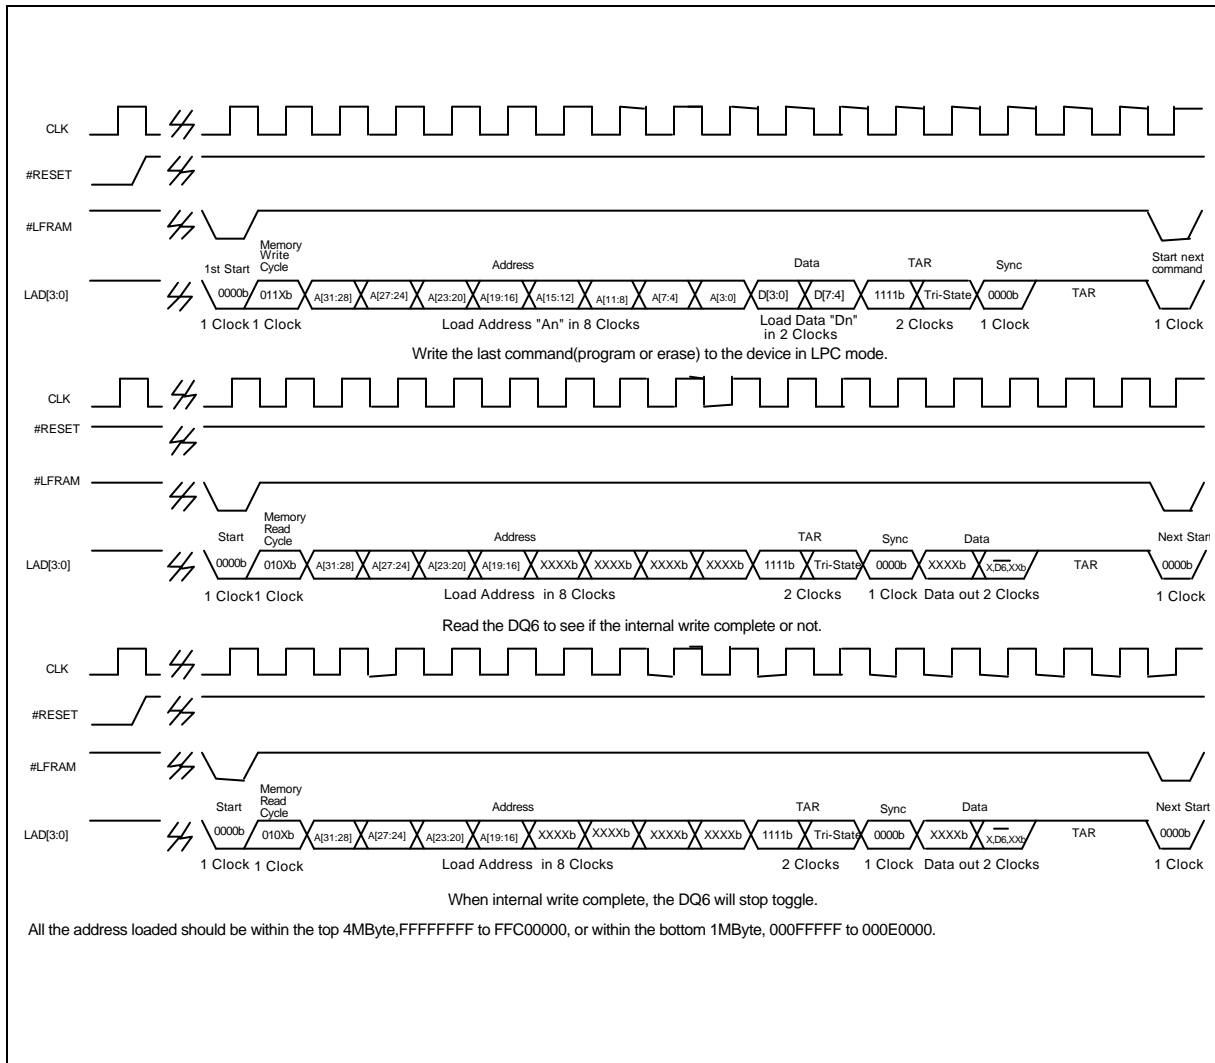 CLK
#RESET
#LFRAM
Memory
Write
Cycle
1st Start
Address
Data
TAR
Sync
Start next
command
LAD[3:0]
0000b 011Xb A[31:28] A[27:24] A[23:20] A[19:16] A[15:12] A[11:8] A[7:4] A[3:0] D[3:0] D[7:4] 1111b Tri-State 0000b TAR
1 Clock 1 Clock Load Address "An" in 8 Clocks Load Data "Dn"
in 2 Clocks
2 Clocks 1 Clock 1 Clock
Write the last command(program or erase) to the device in LPC mode.
CLK
#RESET
#LFRAM
Memory
Read
Cycle
Start
Address
TAR
Sync
Data
Next Start
LAD[3:0]
0000b 010Xb A[31:28] A[27:24] A[23:20] A[19:16] XXXXb XXXXb XXXXb XXXXb 1111b Tri-State 0000b XXXXb X,D6,XXb TAR 0000b
1 Clock 1 Clock Load Address in 8 Clocks 2 Clocks 1 Clock Data out 2 Clocks 1 Clock
Read the DQ6 to see if the internal write complete or not.
CLK
#RESET
#LFRAM
Memory
Read
Cycle
Start
Address
TAR
Sync
Data
Next Start
LAD[3:0]
0000b 010Xb A[31:28] A[27:24] A[23:20] A[19:16] XXXXb XXXXb XXXXb XXXXb 1111b Tri-State 0000b XXXXb X,D6,XXb TAR 0000b
1 Clock 1 Clock Load Address in 8 Clocks 2 Clocks 1 Clock Data out 2 Clocks 1 Clock
When internal write complete, the DQ6 will stop toggle.
All the address loaded should be within the top 4MByte,FFFFFFFF to FFC00000, or within the bottom 1MByte, 000FFFFF to 000E0000.